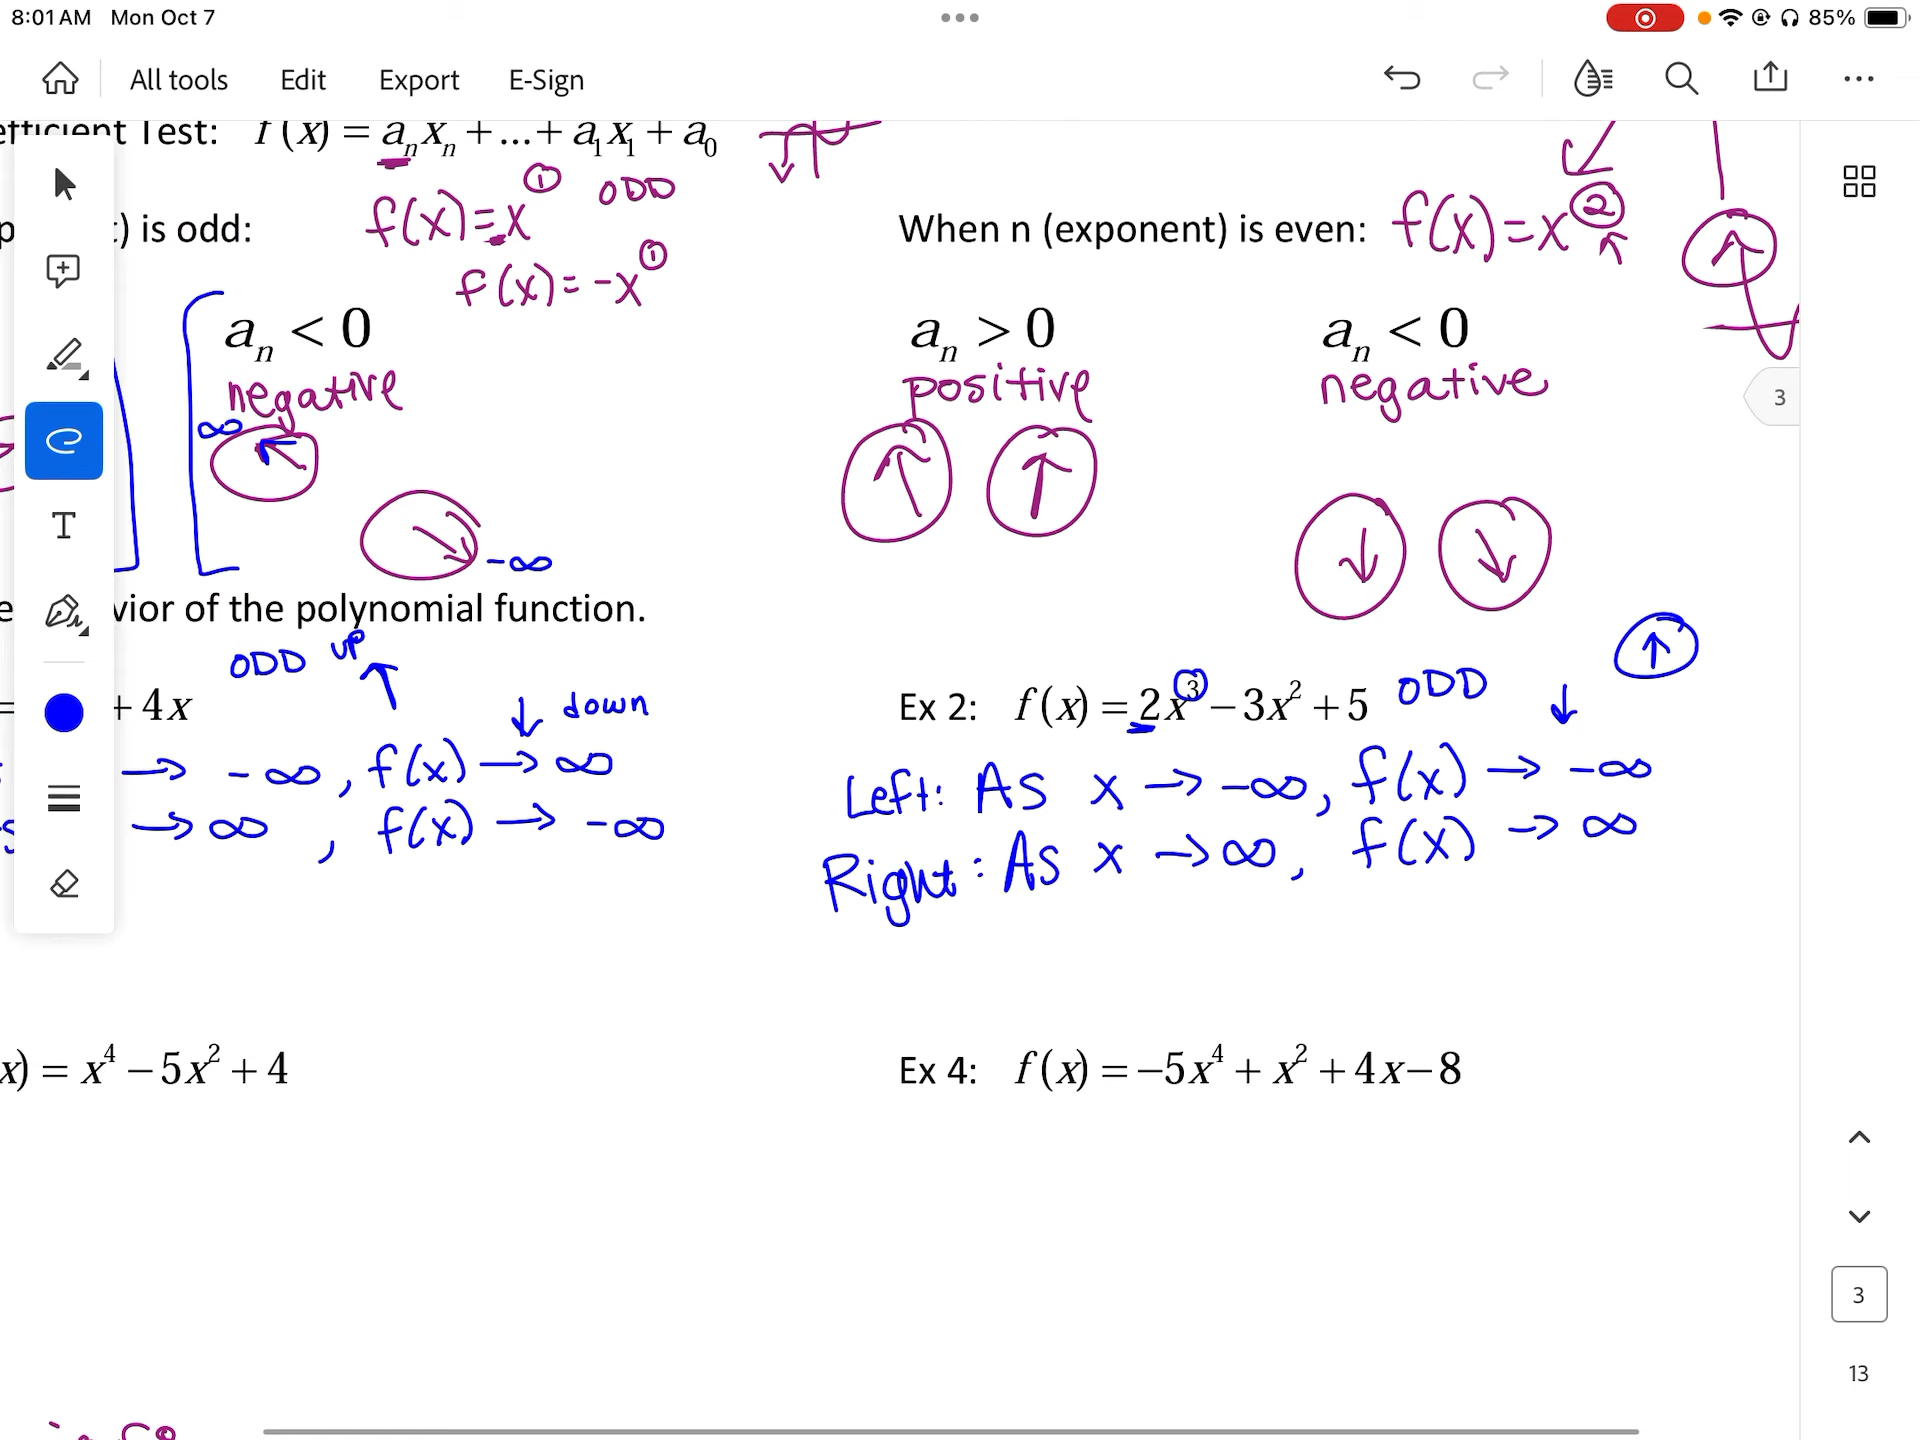 8:01 AM Mon Oct 7
85%
All tools Edit Export E-Sign
efficient Test: f(x) = aₙxₙ + ... + a₁x₁ + a₀
p
) is odd:
f(x) = x① ODD
f(x) = -x①
aₙ < 0
negative
∞
-∞
When n (exponent) is even: f(x) = x②
aₙ > 0
positive
aₙ < 0
negative
3
e
vior of the polynomial function.
ODD up ↑
= + 4x
↓ down
→ -∞, f(x) → ∞
s → ∞, f(x) → -∞
Ex 2: f(x) = 2x³ − 3x² + 5 ODD ↓ ↑
Left: As x → -∞, f(x) → -∞
Right: As x → ∞, f(x) → ∞
x) = x⁴ − 5x² + 4
Ex 4: f(x) = −5x⁴ + x² + 4x − 8
3
13